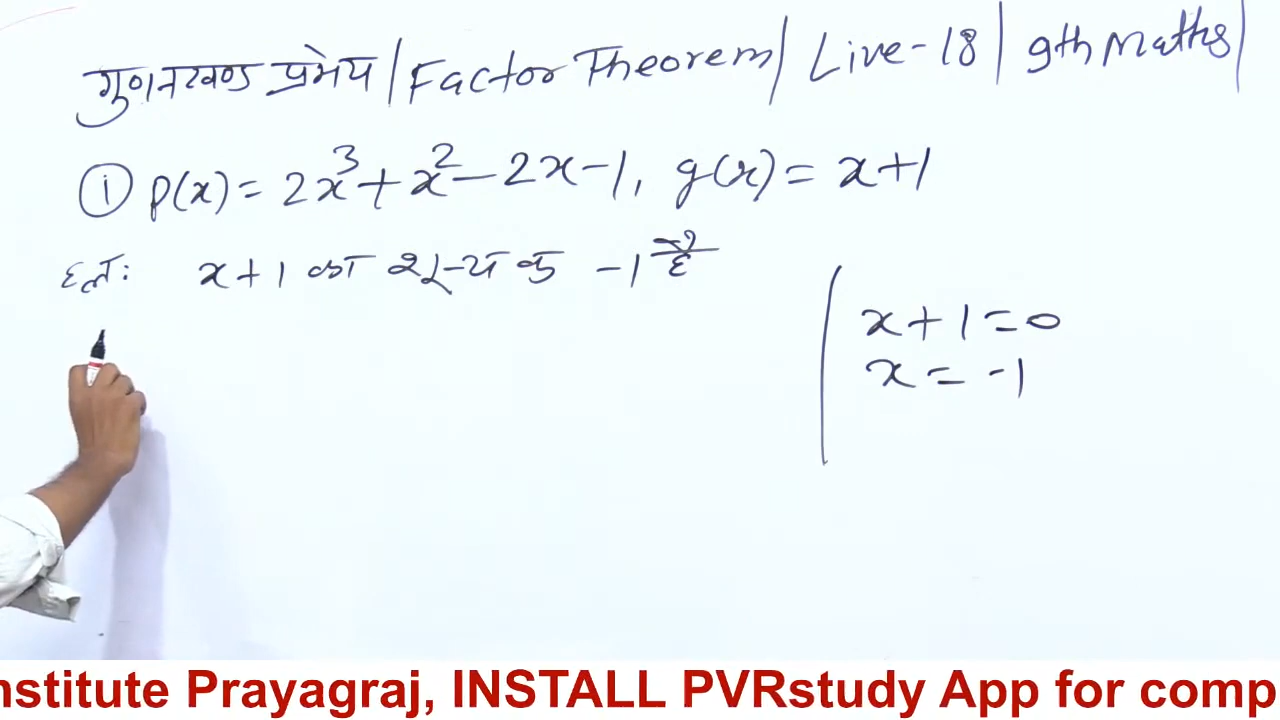 गुणनखण्ड प्रमेय | Factor Theorem | Live-18 | 9th Maths |
① p(x) = 2x³ + x² - 2x - 1, g(x) = x + 1
हलः x + 1 का शून्यक -1 है
x + 1 = 0
x = -1
nstitute Prayagraj, INSTALL PVRstudy App for comp